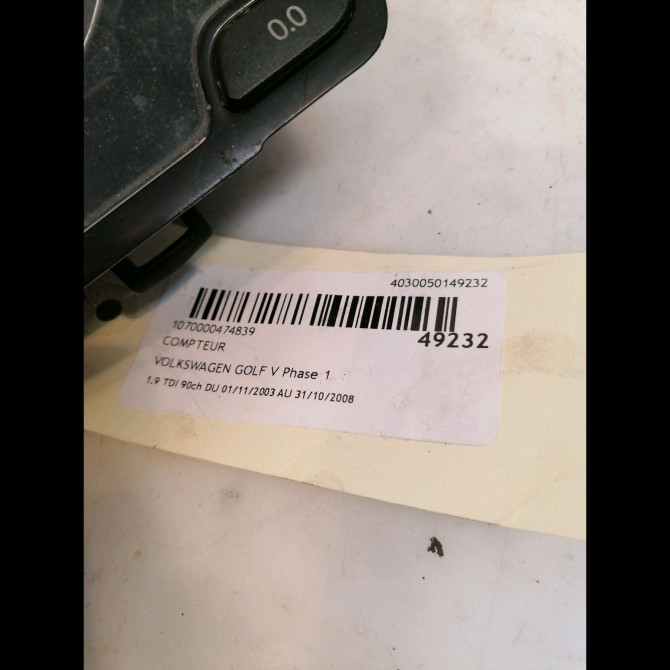 0.0
4030050149232
1070000474839
49232
COMPTEUR
VOLKSWAGEN GOLF V Phase 1
1.9 TDI 90ch DU 01/11/2003 AU 31/10/2008